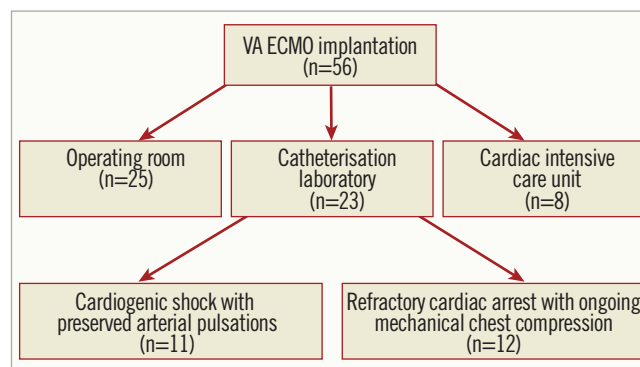 VA ECMO implantation
(n=56)
Operating room
(n=25)
Catheterisation
laboratory
(n=23)
Cardiac intensive
care unit
(n=8)
Cardiogenic shock with
preserved arterial pulsations
(n=11)
Refractory cardiac arrest with ongoing
mechanical chest compression
(n=12)